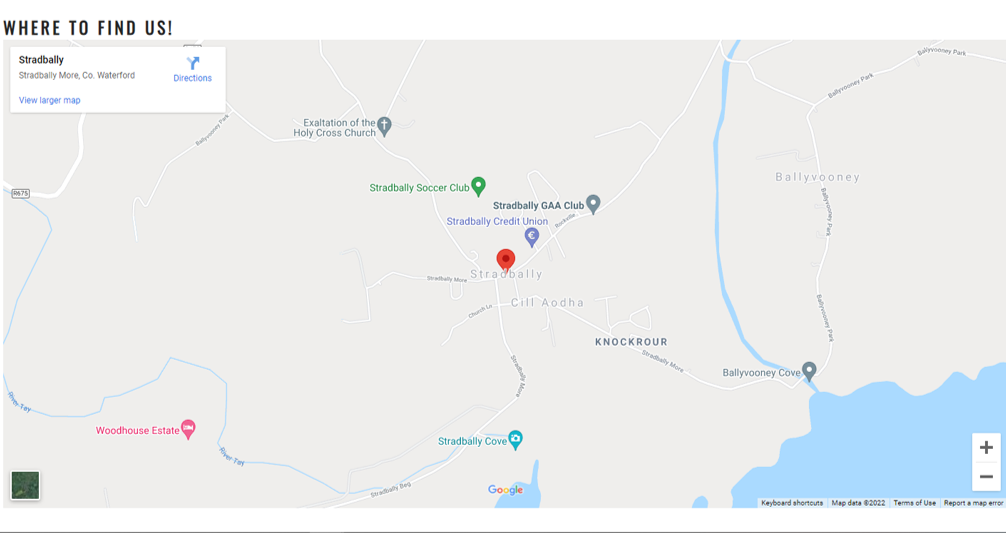 WHERE TO FIND US!
Stradbally
Stradbally More, Co. Waterford
Directions
View larger map
Ballyvooney Park
Ballyvooney Park
Ballyvooney Park
Exaltation of the
Holy Cross Church
Ballyvooney
R675
Stradbally Soccer Club
Stradbally GAA Club
Ballyvooney Park
Stradbally Credit Union
Rockville
Stradbally
Stradbally More
Cill Aodha
Church Ln
Ballyvooney Park
KNOCKROUR
Stradbally More
Stradbally More
Ballyvooney Cove
River Tay
Woodhouse Estate
Stradbally Cove
River Tay
Stradbally Beg
Google
Keyboard shortcuts
Map data ©2022
Terms of Use
Report a map error